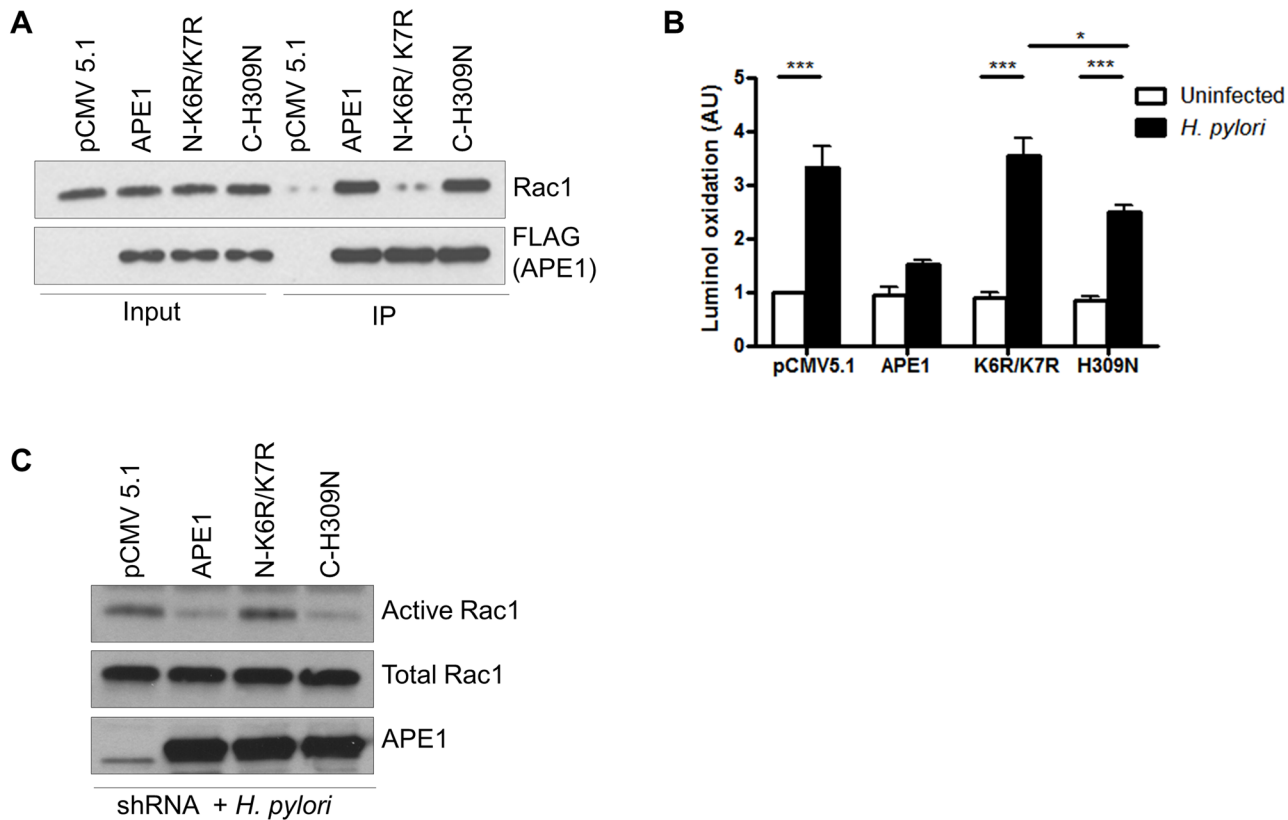 A
pCMV 5.1
APE1
N-K6R/K7R
C-H309N
pCMV 5.1
APE1
N-K6R/ K7R
C-H309N
Rac1
FLAG
(APE1)
Input
IP
B
Luminol oxidation (AU)
5
4
3
2
1
0
***
***
*
***
Uninfected
H. pylori
pCMV5.1
APE1
K6R/K7R
H309N
C
pCMV 5.1
APE1
N-K6R/K7R
C-H309N
Active Rac1
Total Rac1
APE1
shRNA + H. pylori